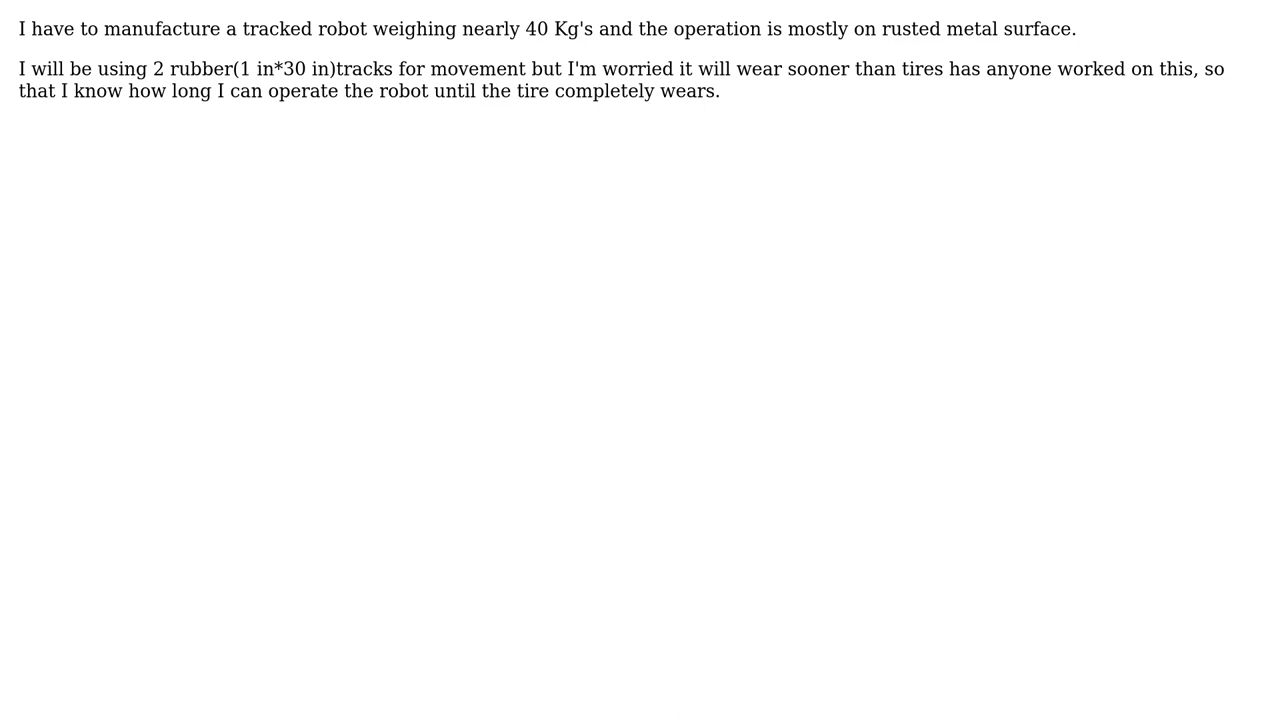 I have to manufacture a tracked robot weighing nearly 40 Kg's and the operation is mostly on rusted metal surface.
I will be using 2 rubber(1 in*30 in)tracks for movement but I'm worried it will wear sooner than tires has anyone worked on this, so
that I know how long I can operate the robot until the tire completely wears.